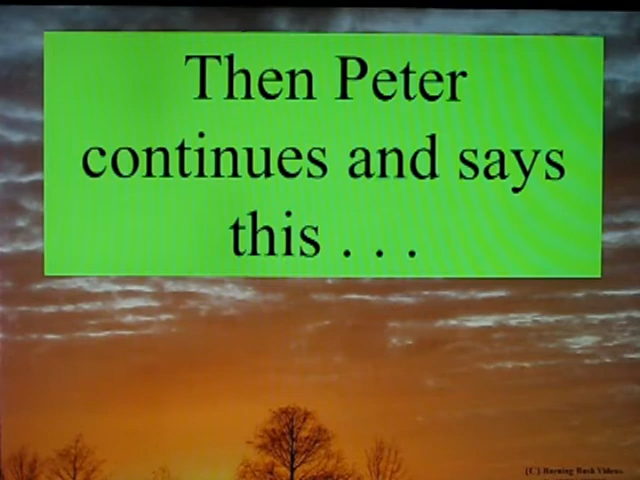 Then Peter
continues and says
this . . .
(C) Burning Bush Videos